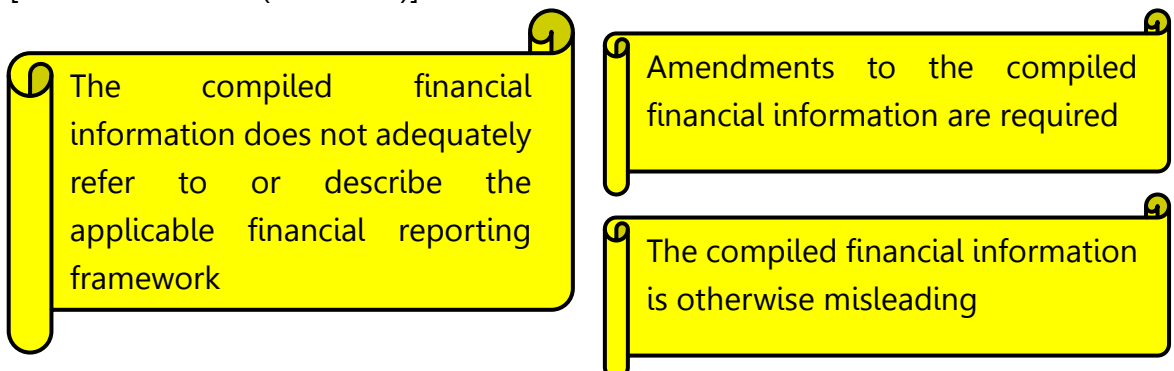 The compiled financial
information does not adequately
refer to or describe the
applicable financial reporting
framework
Amendments to the compiled
financial information are required
The compiled financial information
is otherwise misleading